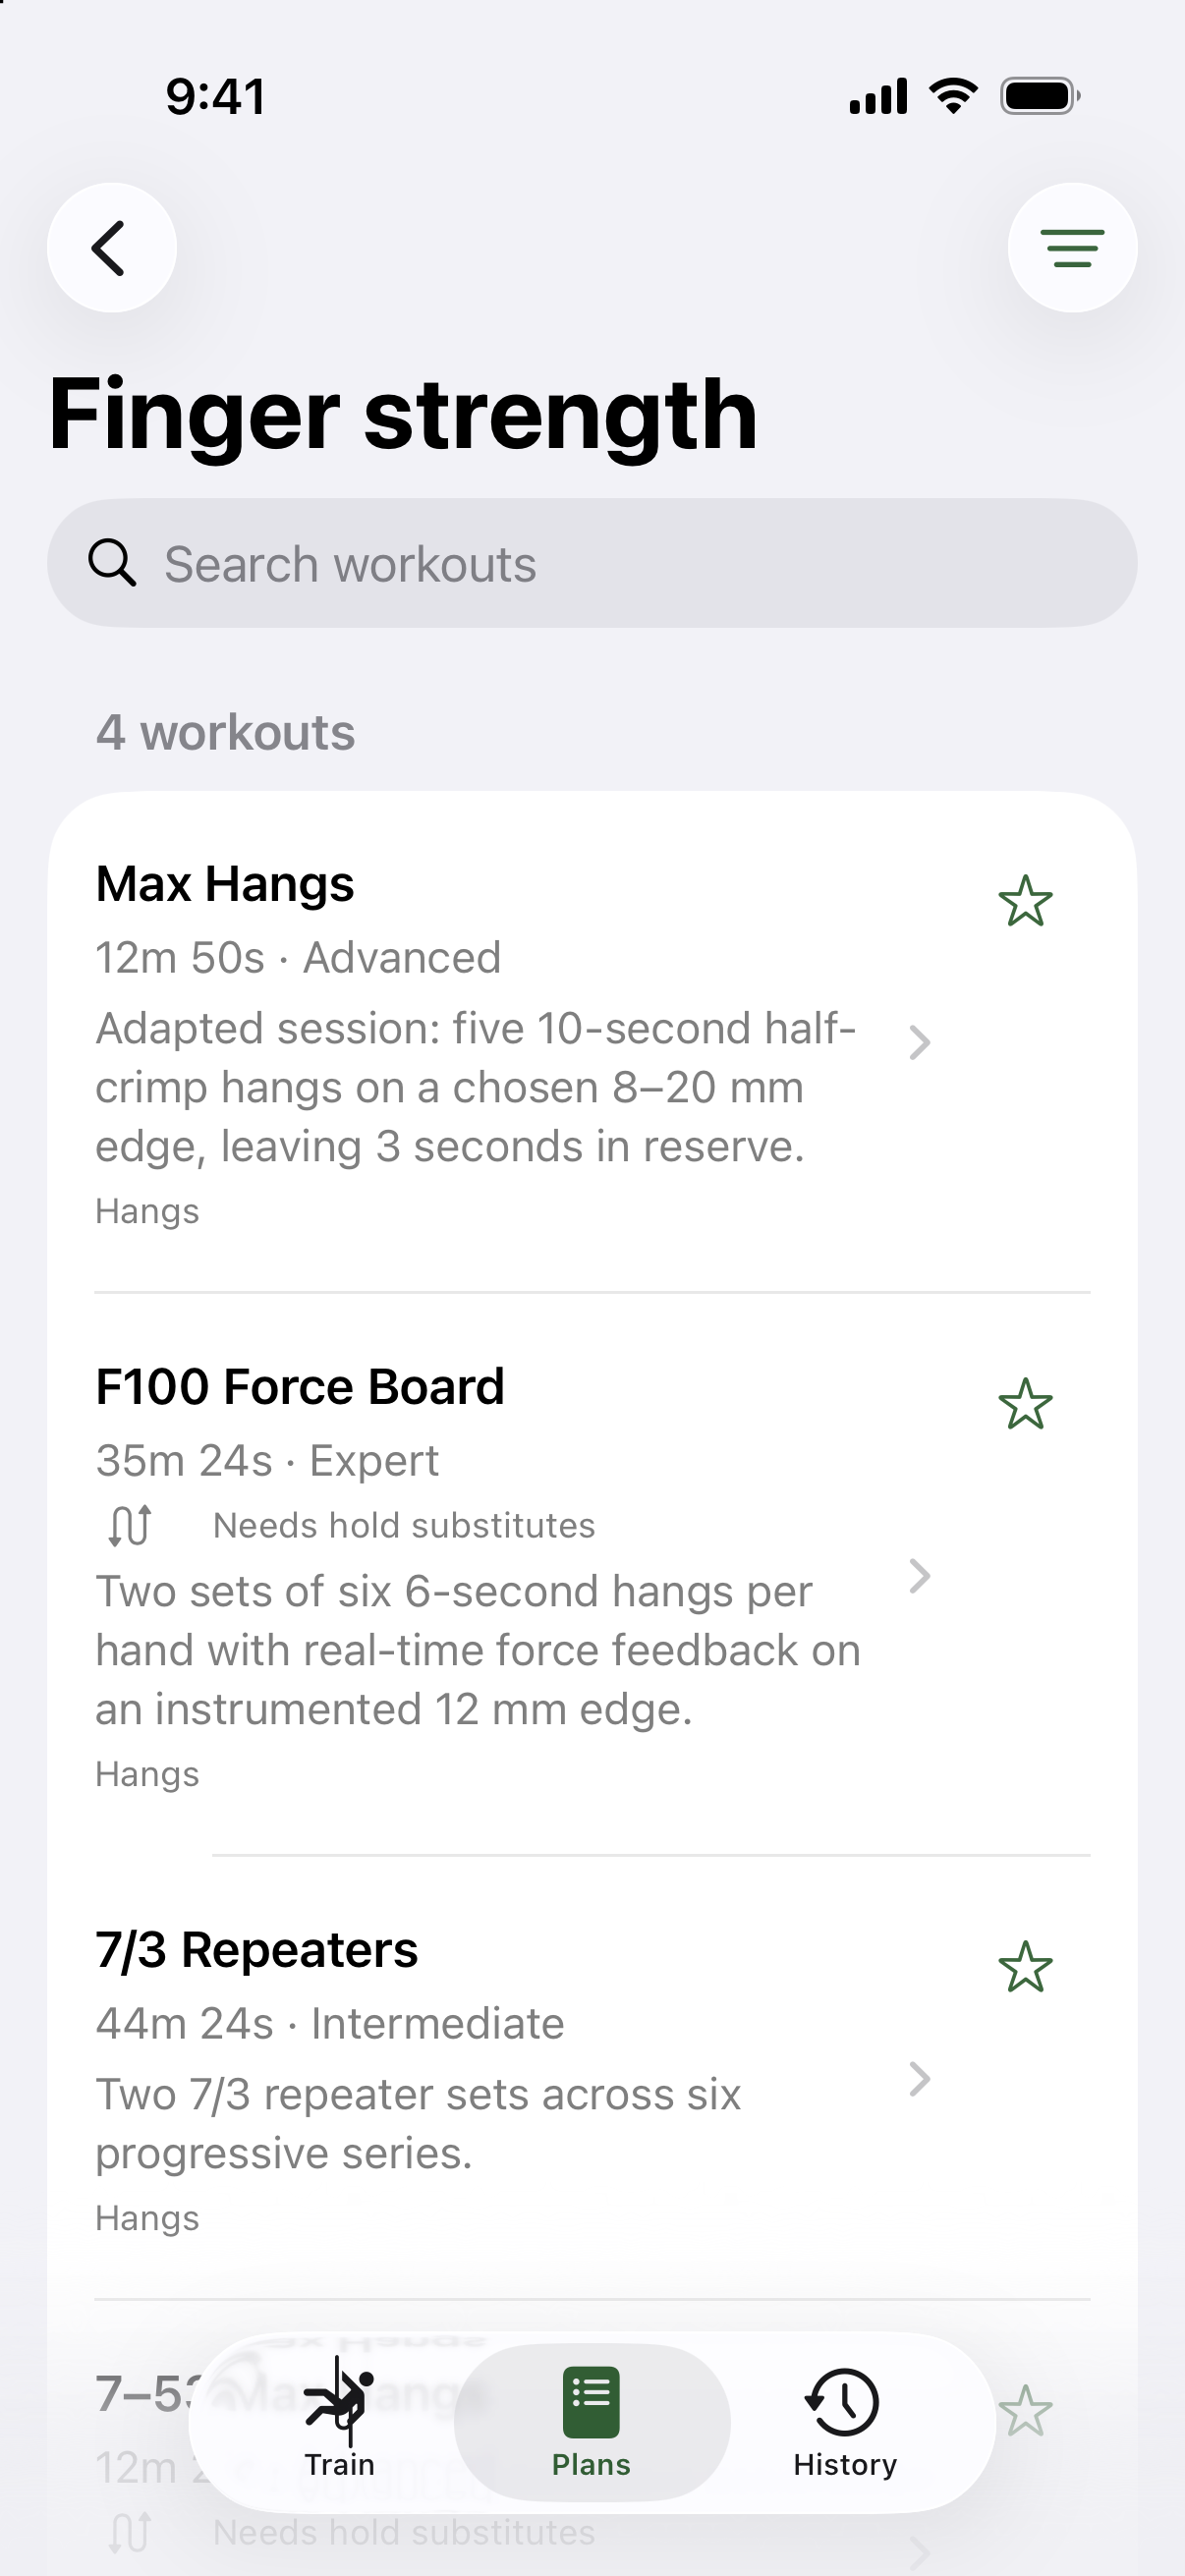 9:41
Finger strength
Search workouts
4 workouts
Max Hangs
12m 50s · Advanced
Adapted session: five 10-second half-
crimp hangs on a chosen 8–20 mm
edge, leaving 3 seconds in reserve.
Hangs
F100 Force Board
35m 24s · Expert
Needs hold substitutes
Two sets of six 6-second hangs per
hand with real-time force feedback on
an instrumented 12 mm edge.
Hangs
7/3 Repeaters
44m 24s · Intermediate
Two 7/3 repeater sets across six
progressive series.
Hangs
12m
Train
Plans
History
Needs hold substitutes